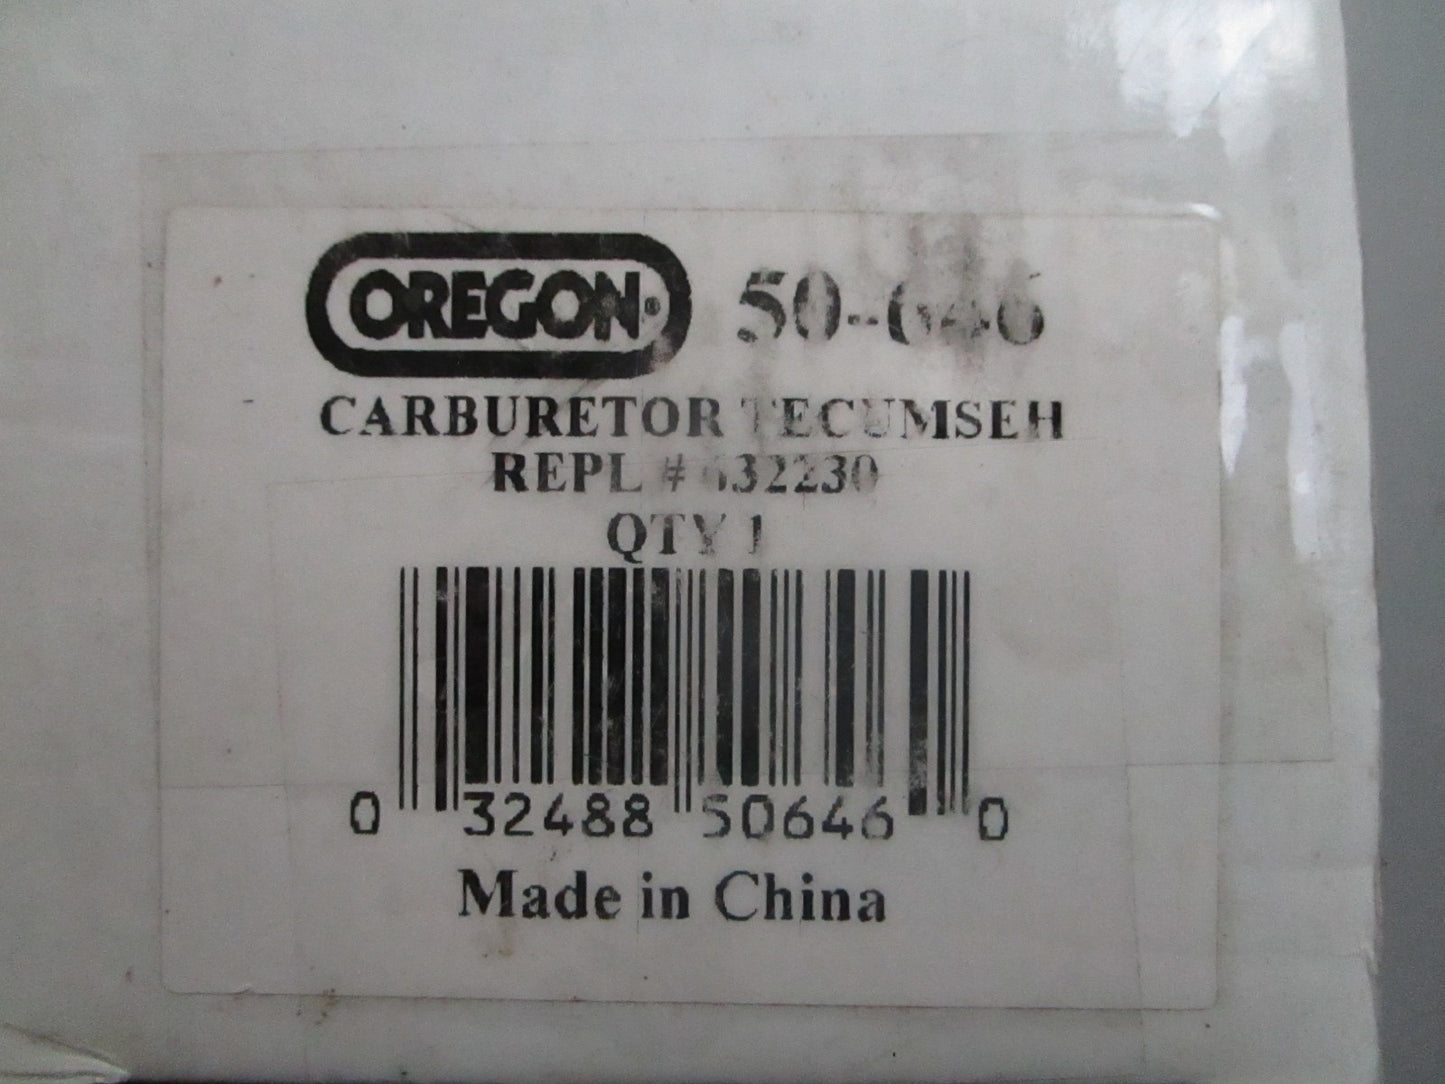 OREGON® 50-646
CARBURETOR TECUMSEH
REPL # 632230
QTY 1
0 32488 50646 0
Made in China